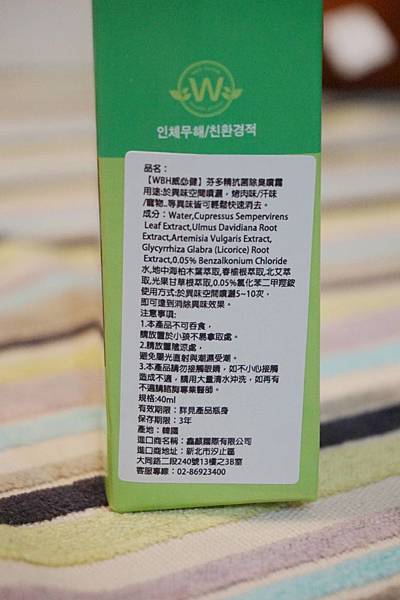 W
인체무해/친환경적
品名：
【WBH威必健】芬多精抗菌除臭噴霧
用途:於異味空間噴灑，烤肉味/汗味
/寵物..等異味皆可輕鬆快速消去。
成分：Water,Cupressus Sempervirens
Leaf Extract,Ulmus Davidiana Root
Extract,Artemisia Vulgaris Extract,
Glycyrrhiza Glabra (Licorice) Root
Extract,0.05% Benzalkonium Chloride
水,地中海柏木葉萃取,春榆根萃取,北艾萃
取,光果甘草根萃取,0.05%氯化苯二甲羥銨
使用方式:於異味空間噴灑5~10次，
即可達到消除異味效果。
注意事項:
1.本產品不可吞食，
請放置於小孩不易拿取處。
2.請放置陰涼處，
避免陽光直射與潮濕受潮。
3.本產品請勿接觸眼睛，如不小心接觸
造成不適，請用大量清水沖洗，如再有
不適請諮詢專業醫師。
規格:40ml
有效期限：詳見產品瓶身
保存期限：3年
產地：韓國
進口商名稱：鑫麒國際有限公司
進口商地址：新北市汐止區
大同路二段240號13樓之3B室
客服專線：02-86923400